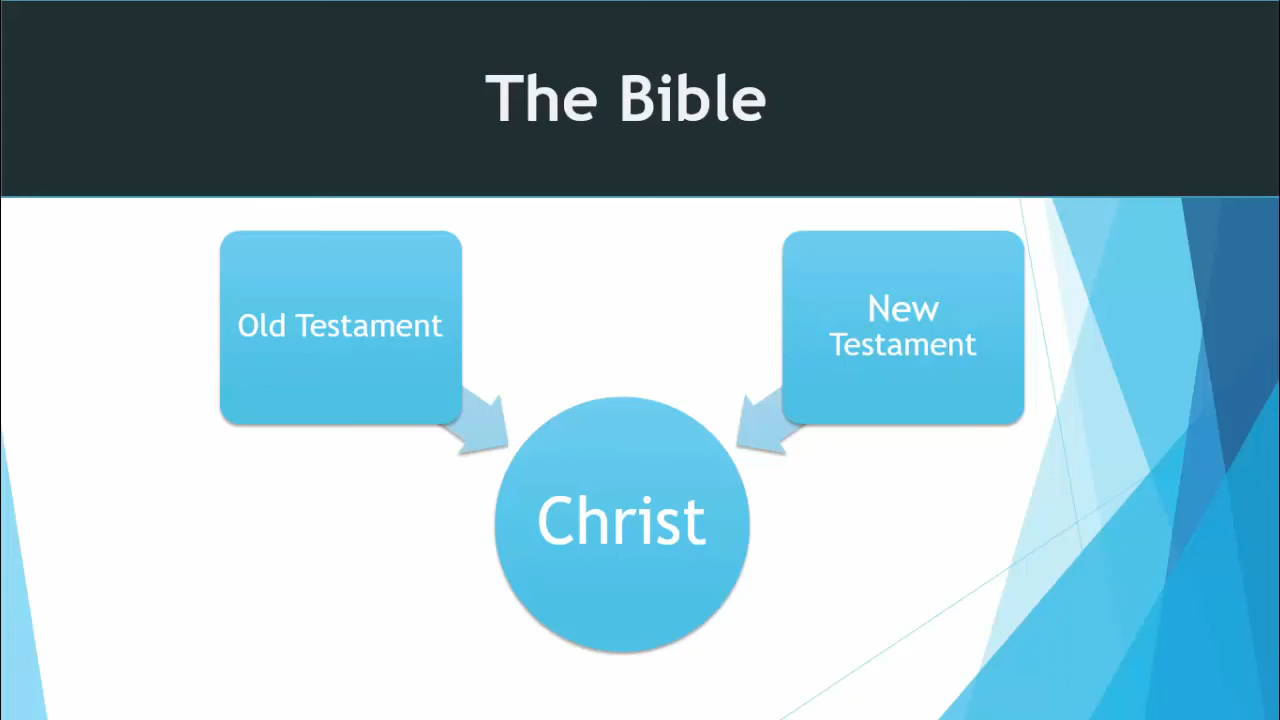 The Bible
Old Testament
New
Testament
Christ